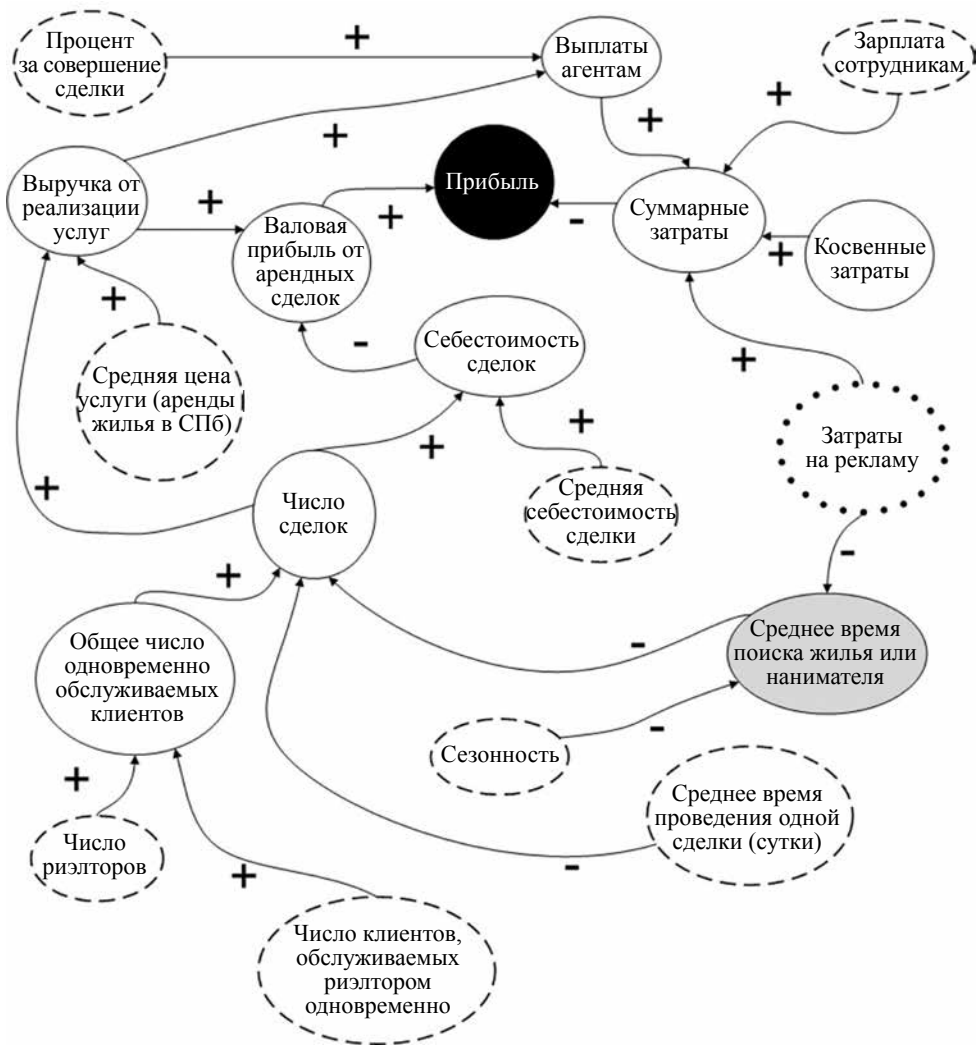 Процент
за совершение
сделки
+
Выплаты
агентам
Зарплата
сотрудникам
+
+
+
Выручка от
реализации
услуг
+
Валовая
прибыль от
арендных
сделок
+
Прибыль
-
Суммарные
затраты
+
Косвенные
затраты
+
Средняя цена
услуги (аренды
жилья в СПб)
-
Себестоимость
сделок
+
Затраты
на рекламу
+
+
+
Число
сделок
Средняя
себестоимость
сделки
-
+
Общее число
одновременно
обслуживаемых
клиентов
-
Среднее время
поиска жилья или
нанимателя
Сезонность
-
+
Число
риэлторов
+
Среднее время
проведения одной
сделки (сутки)
-
Число клиентов,
обслуживаемых
риэлтором
одновременно